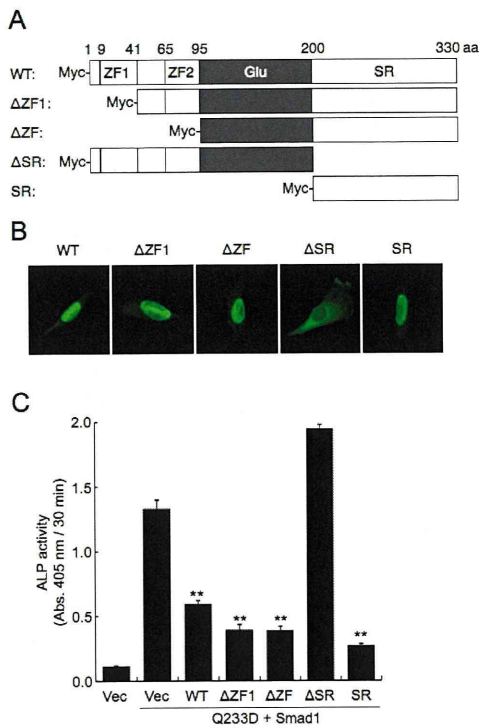 A
1 9 41 65 95 200 330 aa
WT: Myc- ZF1 ZF2 Glu SR
ΔZF1: Myc-
ΔZF: Myc-
ΔSR: Myc-
SR: Myc-
B
WT ΔZF1 ΔZF ΔSR SR
C
ALP activity
(Abs. 405 nm / 30 min)
2.0
1.5
1.0
0.5
0.0
** ** ** **
Vec Vec WT ΔZF1 ΔZF ΔSR SR
Q233D + Smad1